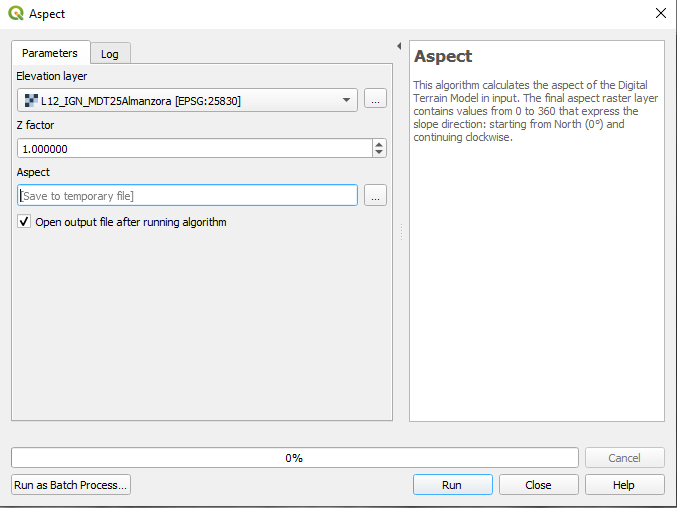 Aspect
Parameters
Log
Elevation layer
L12_IGN_MDT25Almanzora [EPSG:25830]
...
Z factor
1.000000
Aspect
[Save to temporary file]
...
Open output file after running algorithm
Aspect
This algorithm calculates the aspect of the Digital
Terrain Model in input. The final aspect raster layer
contains values from 0 to 360 that express the
slope direction: starting from North (0°) and
continuing clockwise.
0%
Cancel
Run as Batch Process...
Run
Close
Help